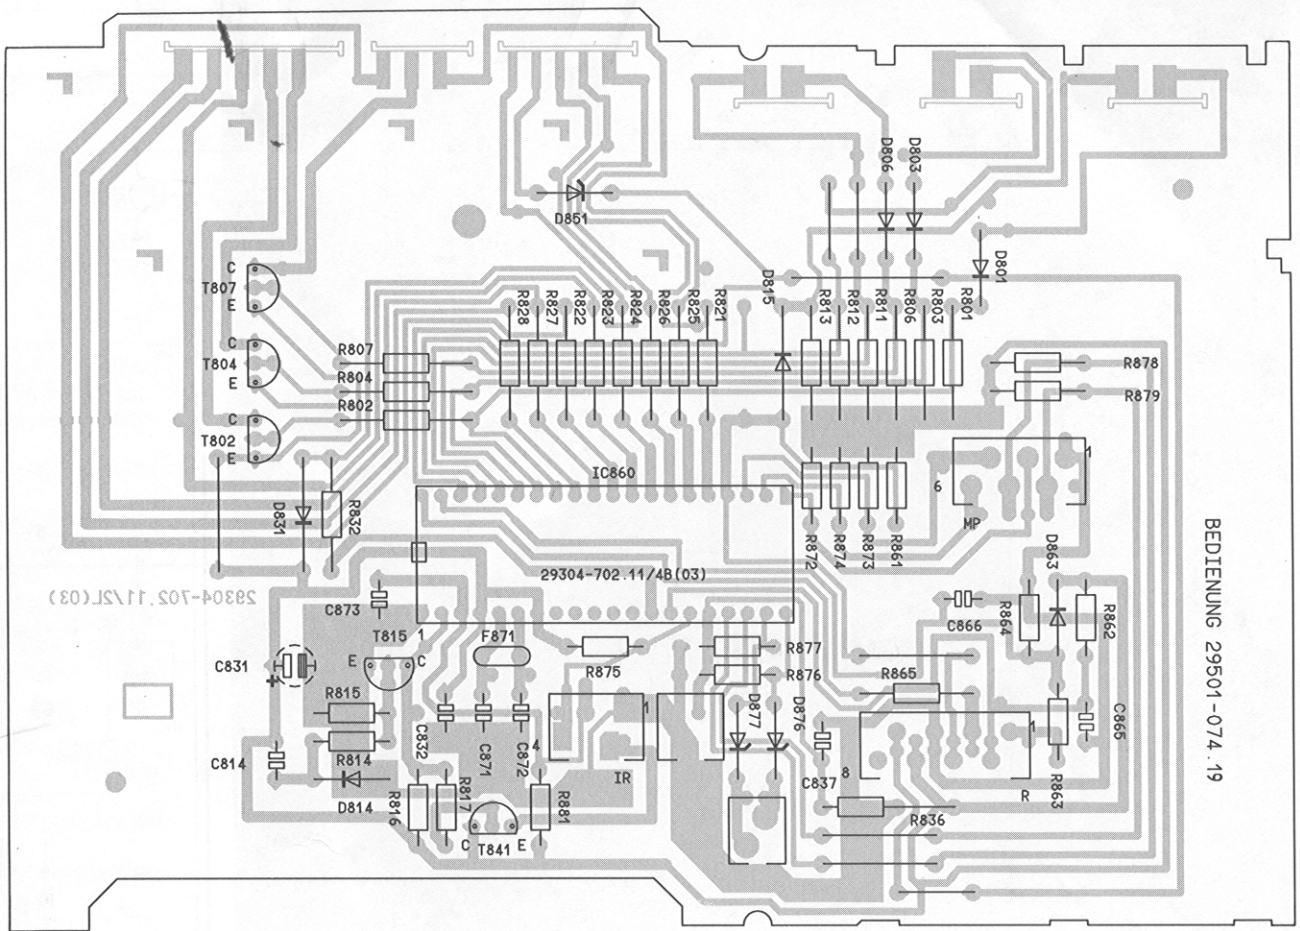 D806
D803
D851
D801
C
T807
E
D815
R828
R827
R822
R823
R824
R826
R825
R821
R813
R812
R811
R806
R803
R801
C
T804
E
R807
R804
R802
R878
R879
C
T802
E
IC860
1
6
MP
D831
R832
R872
R874
R873
R861
D863
BEDIENUNG 29501-074.19
29304-702.11/4B(03)
29304-702.11/2L(03)
C873
T815
1
E
C
F871
R875
R877
R876
C866
R864
R862
C831
+
R815
R865
C832
C871
C872
4
1
IR
D877
D876
C837
8
1
R
C865
R863
C814
R814
D814
R816
R817
R881
R836
C
T841
E